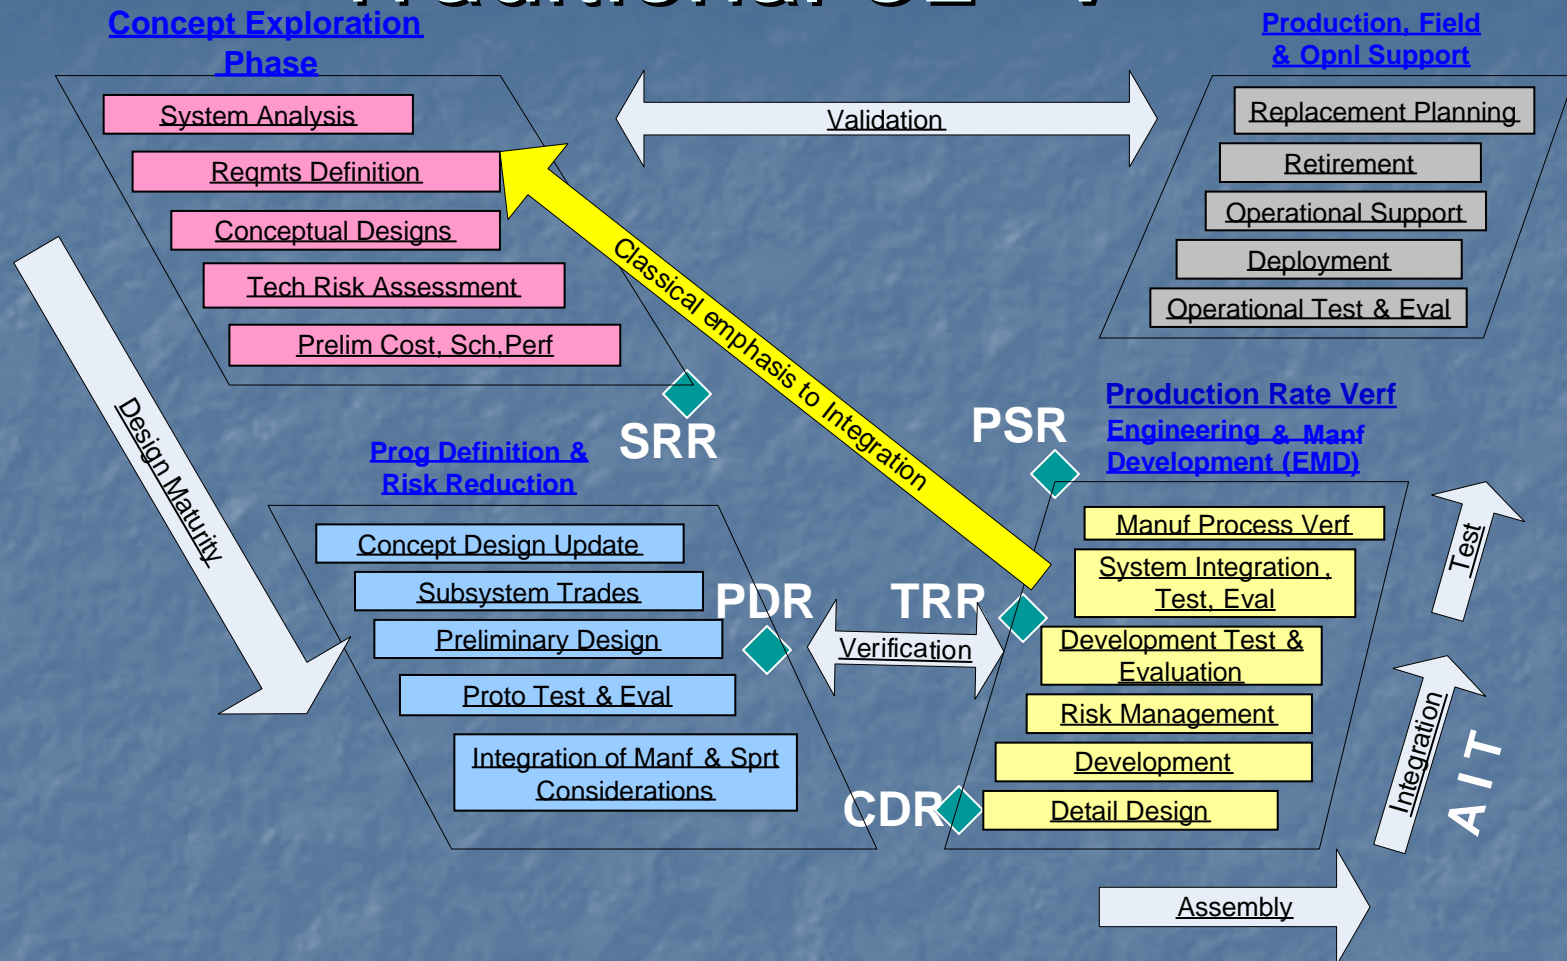 Traditional SE "V"
Concept Exploration
Phase
System Analysis
Reqmts Definition
Conceptual Designs
Tech Risk Assessment
Prelim Cost, Sch,Perf
Validation
Production, Field
& Opnl Support
Replacement Planning
Retirement
Operational Support
Deployment
Operational Test & Eval
Design Maturity
Classical emphasis to Integration
SRR
PSR
Prog Definition &
Risk Reduction
Concept Design Update
Subsystem Trades
Preliminary Design
Proto Test & Eval
Integration of Manf & Sprt
Considerations
PDR
TRR
Verification
CDR
Production Rate Verf
Engineering & Manf
Development (EMD)
Manuf Process Verf
System Integration,
Test, Eval
Development Test &
Evaluation
Risk Management
Development
Detail Design
Test
Integration
A I T
Assembly